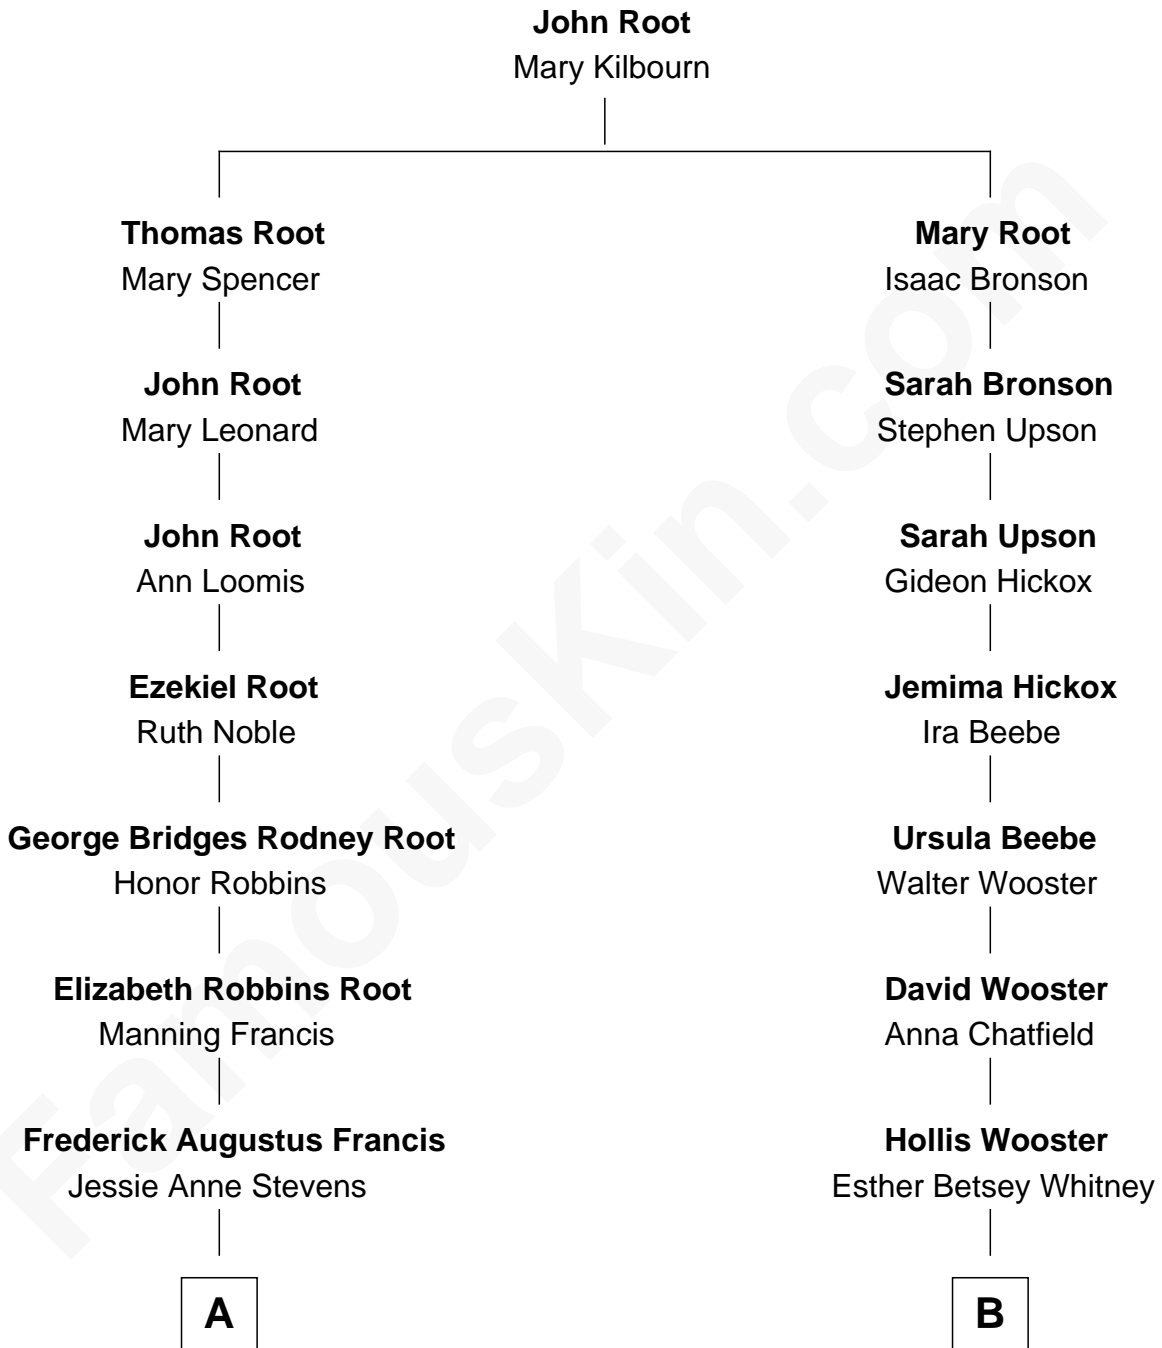 John Root
Mary Kilbourn
Thomas Root
Mary Spencer
Mary Root
Isaac Bronson
John Root
Mary Leonard
Sarah Bronson
Stephen Upson
John Root
Ann Loomis
Sarah Upson
Gideon Hickox
Ezekiel Root
Ruth Noble
Jemima Hickox
Ira Beebe
George Bridges Rodney Root
Honor Robbins
Ursula Beebe
Walter Wooster
Elizabeth Robbins Root
Manning Francis
David Wooster
Anna Chatfield
Frederick Augustus Francis
Jessie Anne Stevens
Hollis Wooster
Esther Betsey Whitney
A
B
FamousKin.com